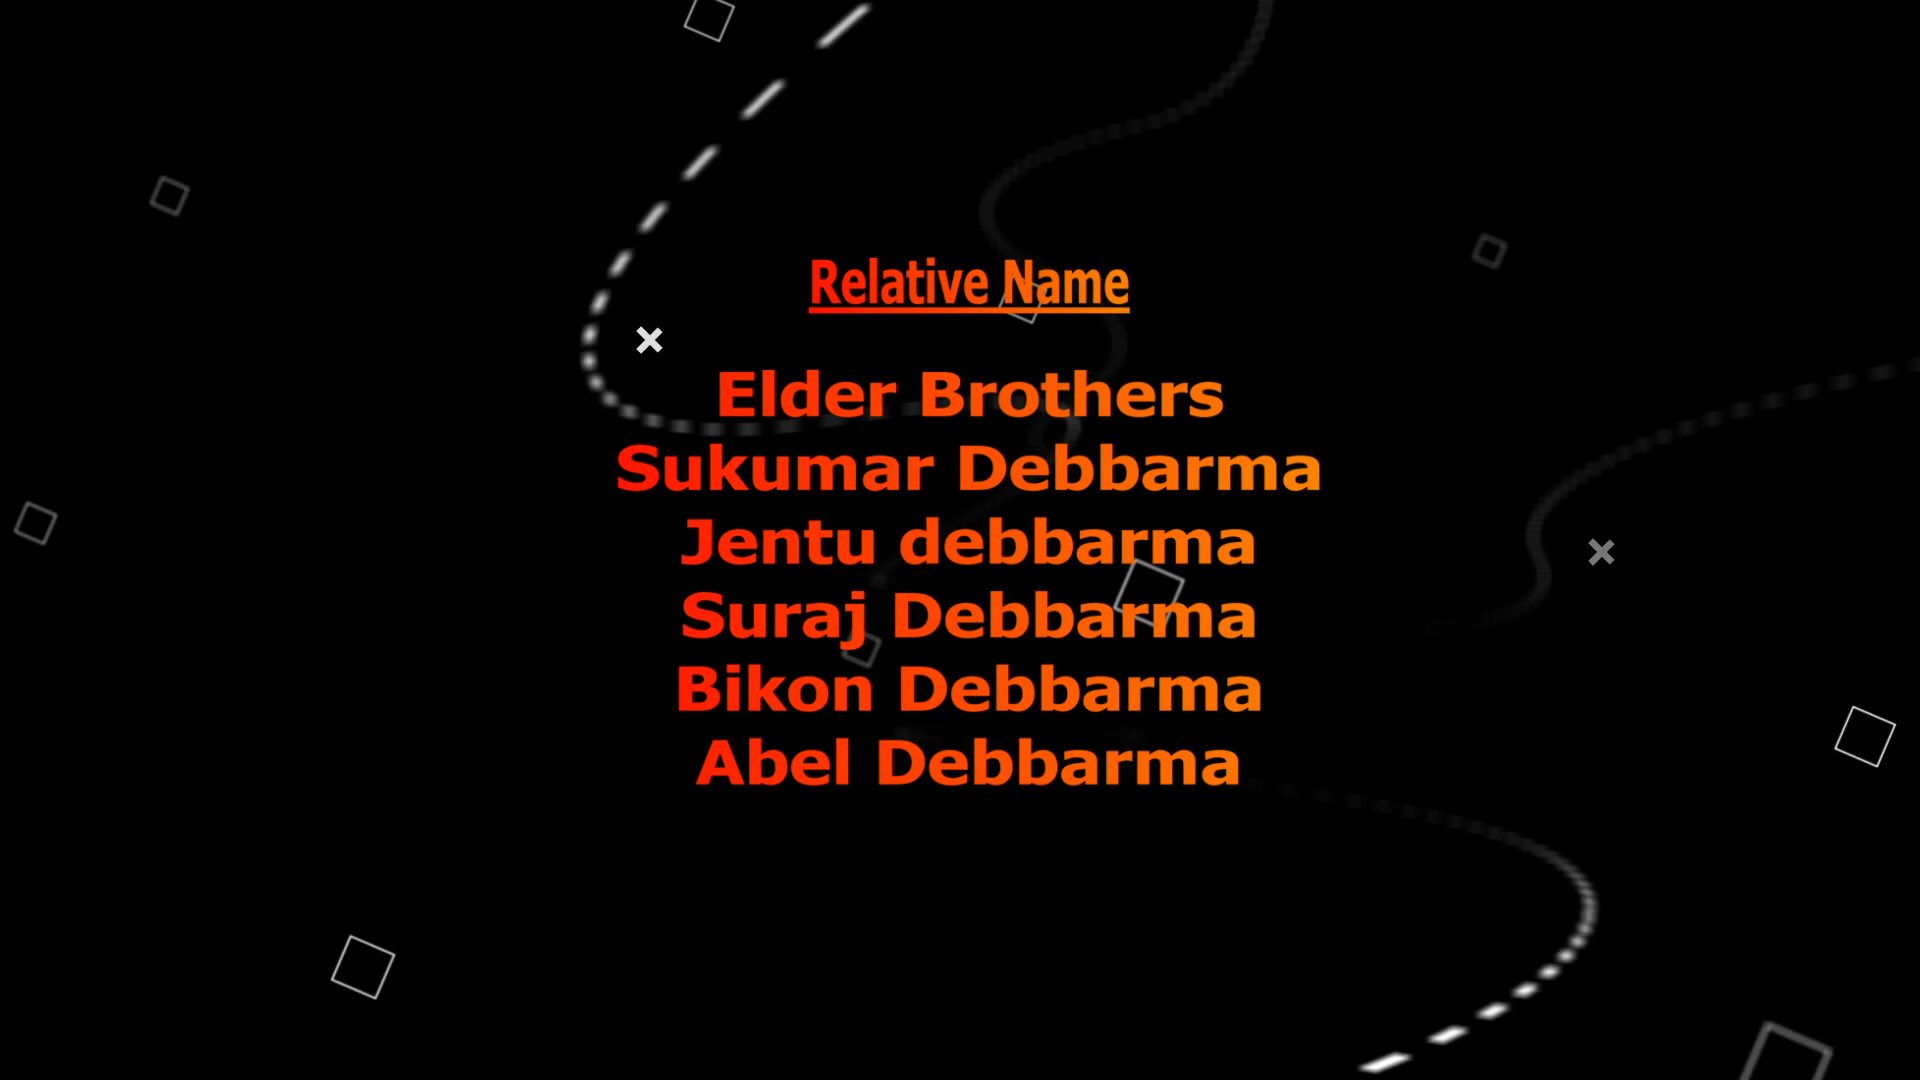 Relative Name
Elder Brothers
Sukumar Debbarma
Jentu debbarma
Suraj Debbarma
Bikon Debbarma
Abel Debbarma